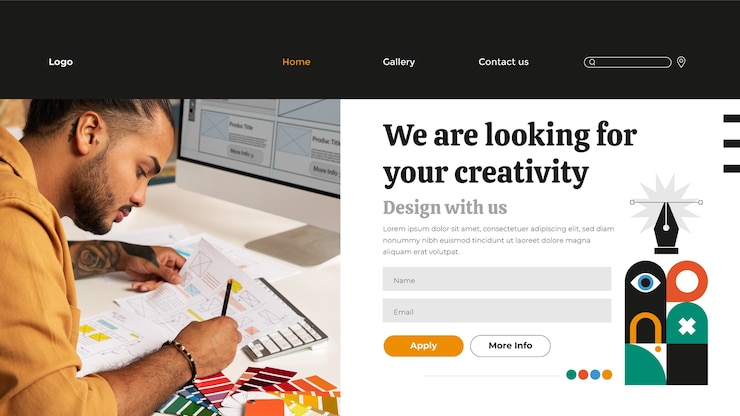 Logo
Home
Gallery
Contact us
Produc Title
Produc Title
More Info
More Info
We are looking for
your creativity
Design with us
Lorem ipsum dolor sit amet, consectetuer adipiscing elit, sed diam
nonummy nibh euismod tincidunt ut laoreet dolore magna
aliquam erat volutpat.
Name
Email
Apply
More Info